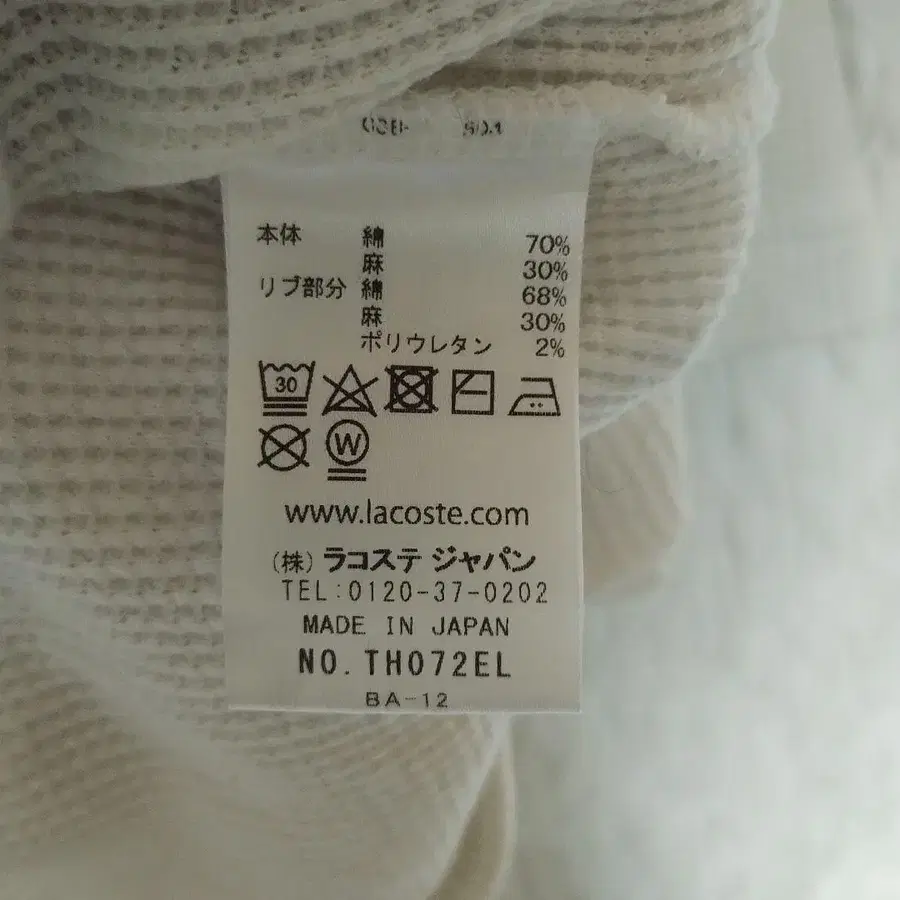 本体 綿 70%
麻 30%
リブ部分 綿 68%
麻 30%
ポリウレタン 2%
30
W
www.lacoste.com
(株) ラコステ ジャパン
TEL:0120-37-0202
MADE IN JAPAN
NO. TH072EL
BA-12